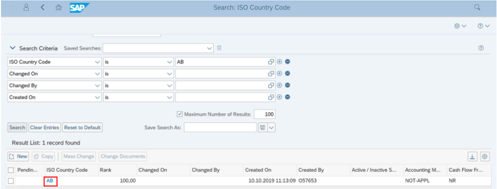 SAP
Search: ISO Country Code
Search Criteria Saved Searches:
ISO Country Code is AB
Changed On is
Changed By is
Created On is
Maximum Number of Results: 100
Search Clear Entries Reset to Default Save Search As:
Result List: 1 record found
New Copy Mass Change Change Documents
Pendin... ISO Country Code Rank Changed On Changed By Created On Created By Active / Inactive S... Accounting M... Cash Flow Fr...
AB 100.00 10.10.2019 11:13:09 O57653 NOT-APPL NR